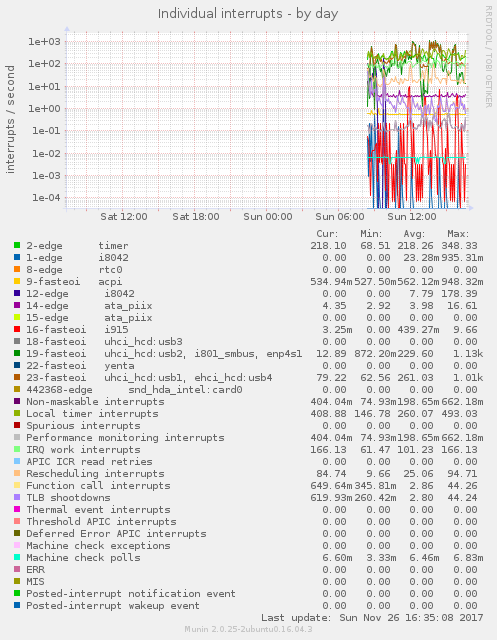 Individual interrupts - by day
RRDTOOL / TOBI OETIKER
interrupts / second
1e+03
1e+02
1e+01
1e+00
1e-01
1e-02
1e-03
1e-04
Sat 12:00 Sat 18:00 Sun 00:00 Sun 06:00 Sun 12:00
Cur: Min: Avg: Max:
2-edge timer 218.10 68.51 218.26 348.33
1-edge i8042 0.00 0.00 23.28m 935.31m
8-edge rtc0 0.00 0.00 0.00 0.00
9-fasteoi acpi 534.94m 527.50m 562.12m 948.32m
12-edge i8042 0.00 0.00 7.79 178.39
14-edge ata_piix 4.35 2.92 3.98 16.61
15-edge ata_piix 0.00 0.00 0.00 0.00
16-fasteoi i915 3.25m 0.00 439.27m 9.66
18-fasteoi uhci_hcd:usb3 0.00 0.00 0.00 0.00
19-fasteoi uhci_hcd:usb2, i801_smbus, enp4s1 12.89 872.20m 229.60 1.13k
22-fasteoi yenta 0.00 0.00 0.00 0.00
23-fasteoi uhci_hcd:usb1, ehci_hcd:usb4 79.22 62.56 261.03 1.01k
442368-edge snd_hda_intel:card0 0.00 0.00 0.00 0.00
Non-maskable interrupts 404.04m 74.93m 198.65m 662.18m
Local timer interrupts 408.88 146.78 260.07 493.03
Spurious interrupts 0.00 0.00 0.00 0.00
Performance monitoring interrupts 404.04m 74.93m 198.65m 662.18m
IRQ work interrupts 166.13 61.47 101.23 166.13
APIC ICR read retries 0.00 0.00 0.00 0.00
Rescheduling interrupts 84.74 9.66 25.06 94.71
Function call interrupts 649.64m 345.81m 2.86 44.26
TLB shootdowns 619.93m 260.42m 2.80 44.24
Thermal event interrupts 0.00 0.00 0.00 0.00
Threshold APIC interrupts 0.00 0.00 0.00 0.00
Deferred Error APIC interrupts 0.00 0.00 0.00 0.00
Machine check exceptions 0.00 0.00 0.00 0.00
Machine check polls 6.60m 3.33m 6.46m 6.83m
ERR 0.00 0.00 0.00 0.00
MIS 0.00 0.00 0.00 0.00
Posted-interrupt notification event 0.00 0.00 0.00 0.00
Posted-interrupt wakeup event 0.00 0.00 0.00 0.00
Last update: Sun Nov 26 16:35:08 2017
Munin 2.0.25-2ubuntu0.16.04.3